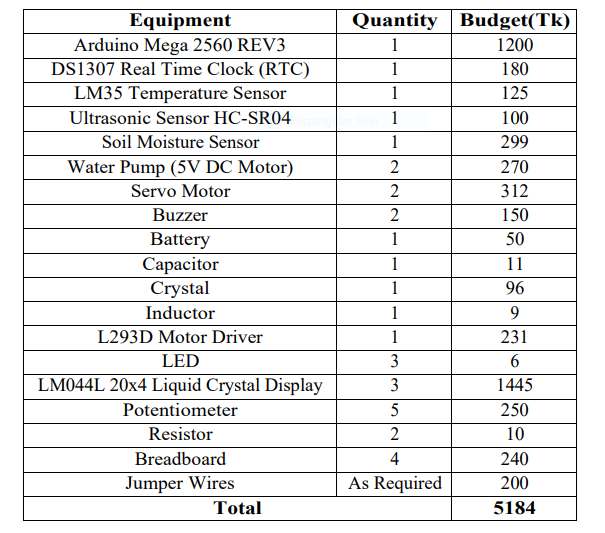 Equipment Quantity Budget(Tk)
Arduino Mega 2560 REV3 1 1200
DS1307 Real Time Clock (RTC) 1 180
LM35 Temperature Sensor 1 125
Ultrasonic Sensor HC-SR04 1 100
Soil Moisture Sensor 1 299
Water Pump (5V DC Motor) 2 270
Servo Motor 2 312
Buzzer 2 150
Battery 1 50
Capacitor 1 11
Crystal 1 96
Inductor 1 9
L293D Motor Driver 1 231
LED 3 6
LM044L 20x4 Liquid Crystal Display 3 1445
Potentiometer 5 250
Resistor 2 10
Breadboard 4 240
Jumper Wires As Required 200
Total 5184